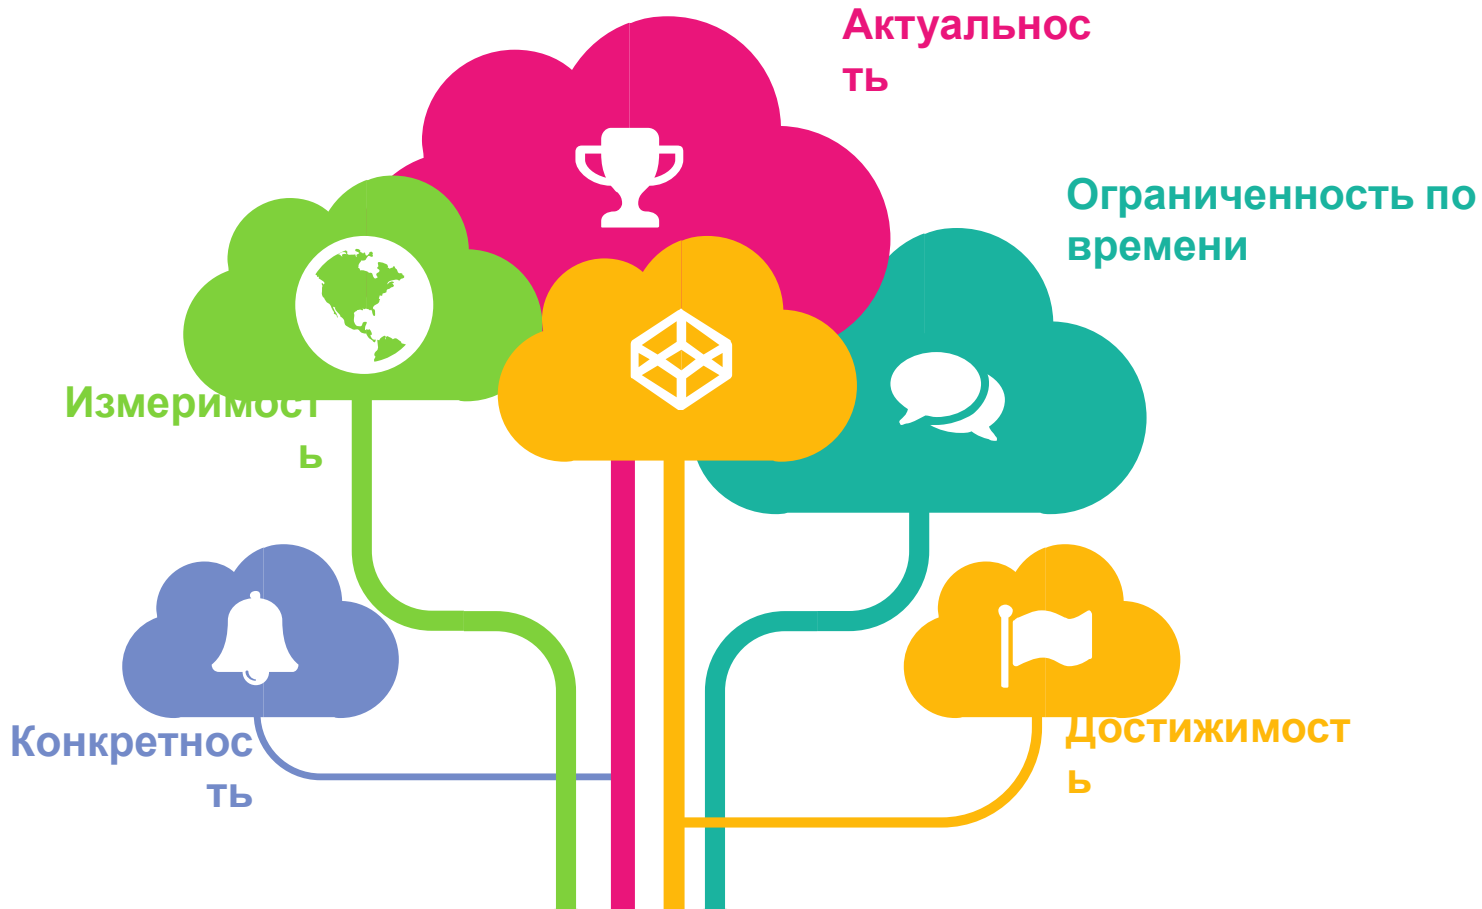 Актуальнос
ть
Ограниченность по
времени
Измеримост
ь
Конкретнос
ть
Достижимост
ь